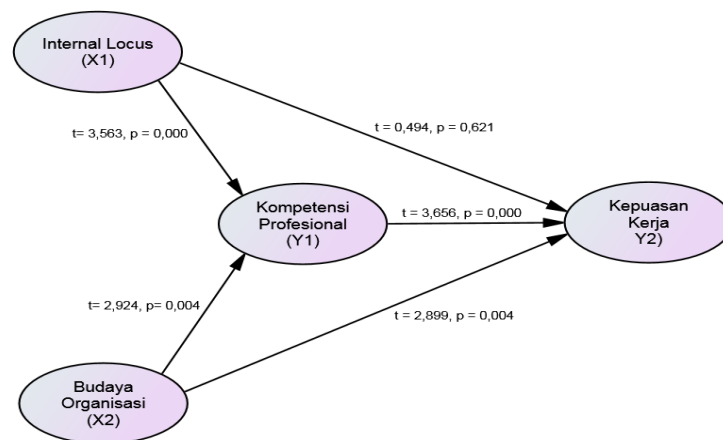 Internal Locus
(X1)
t= 3,563, p = 0,000
t = 0,494, p = 0,621
Kompetensi
Profesional
(Y1)
t = 3,656, p = 0,000
Kepuasan
Kerja
Y2)
t= 2,924, p= 0,004
t = 2,899, p = 0,004
Budaya
Organisasi
(X2)